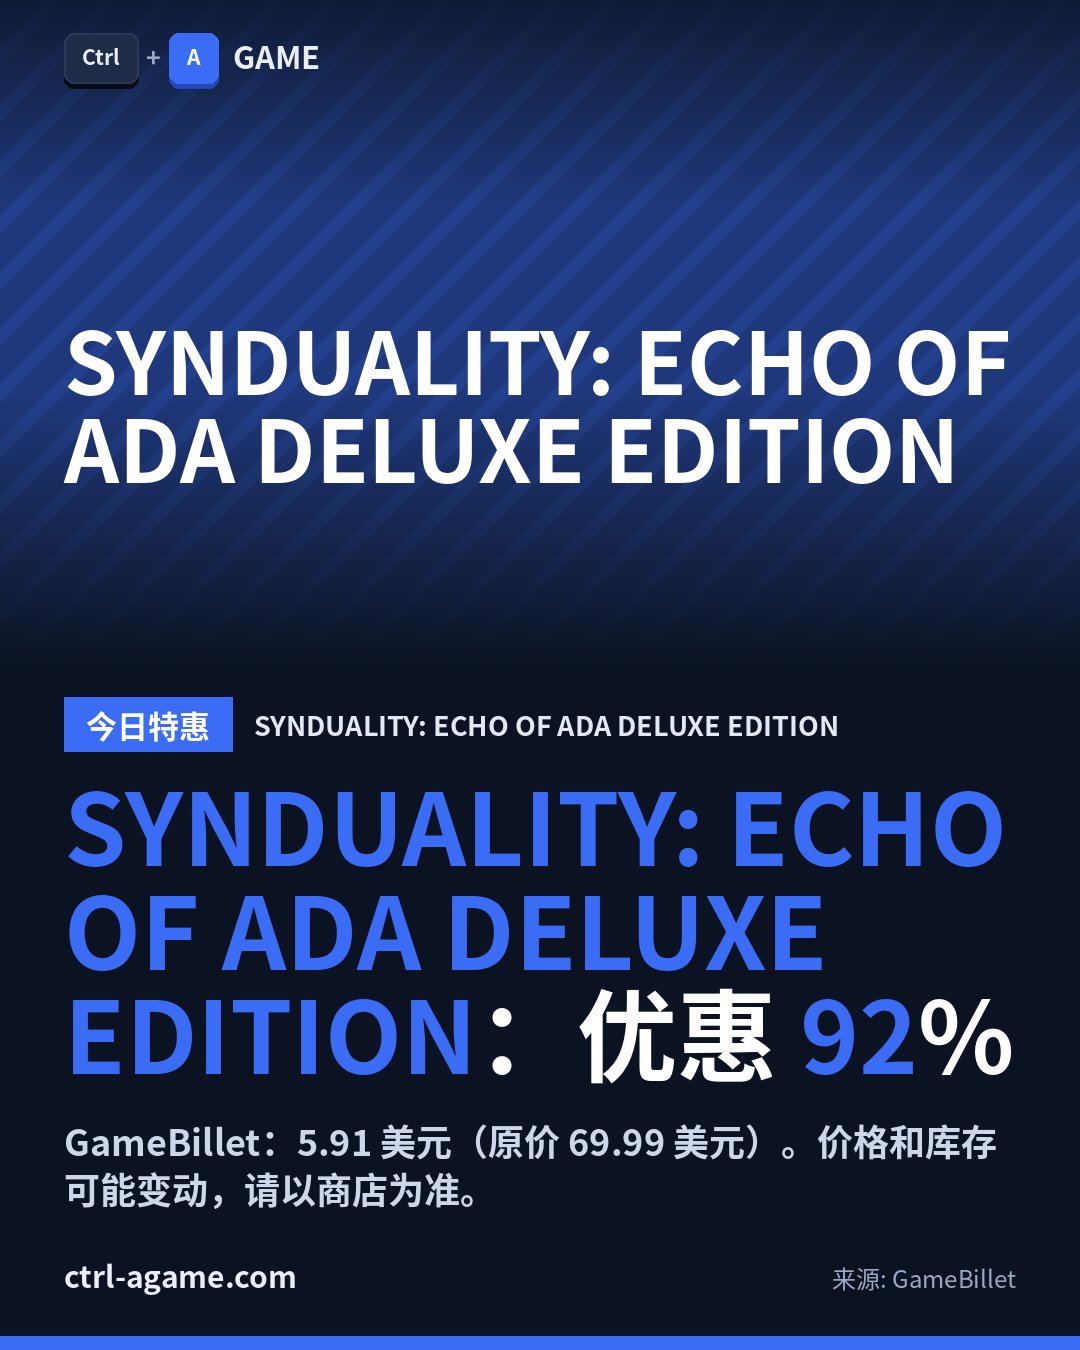 Ctrl + A GAME
SYNDUALITY: ECHO OF
ADA DELUXE EDITION
今日特惠 SYNDUALITY: ECHO OF ADA DELUXE EDITION
SYNDUALITY: ECHO
OF ADA DELUXE
EDITION：优惠 92%
GameBillet：5.91 美元（原价 69.99 美元）。价格和库存
可能变动，请以商店为准。
ctrl-agame.com
来源: GameBillet